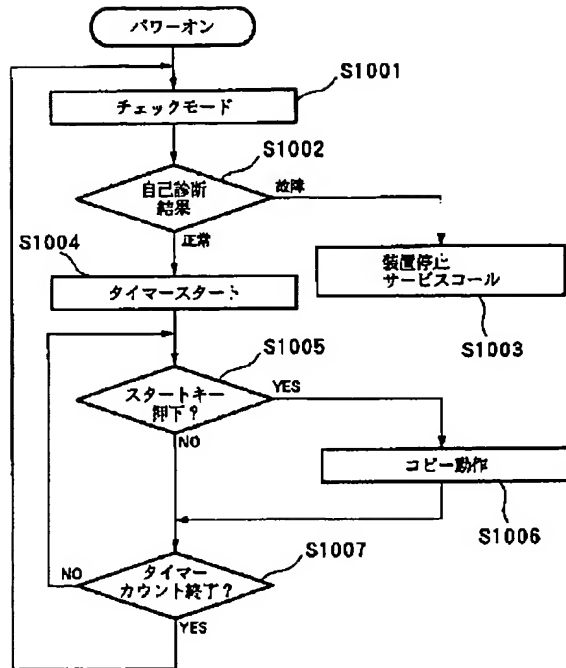 パワーオン
S1001
チェックモード
S1002
自己診断
結果
故障
正常
S1004
装置停止
サービスコール
S1003
タイマースタート
S1005
スタートキー
押下?
YES
NO
コピー動作
S1006
S1007
NO
タイマー
カウント終了?
YES